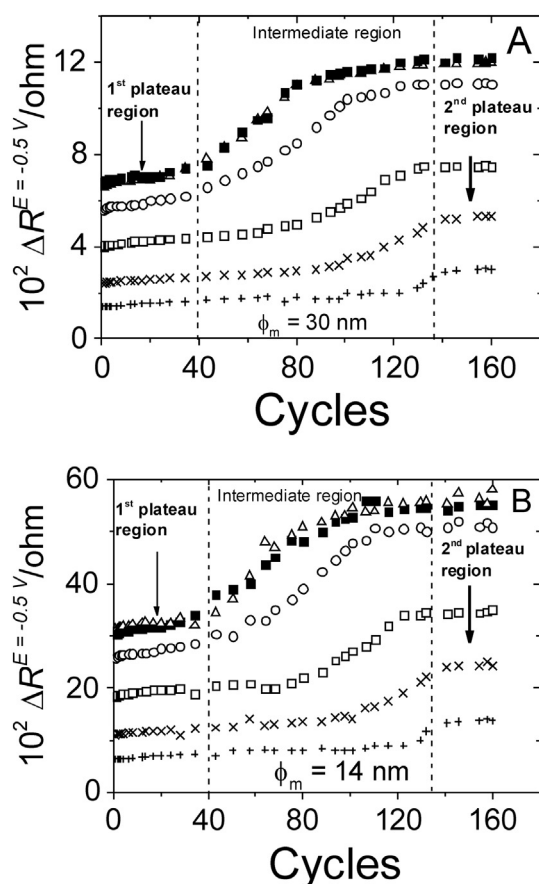 A
Intermediate region
1st plateau
region
2nd plateau
region
12
8
4
0
10² ΔR^E = -0.5 V/ohm
ϕm = 30 nm
0 40 80 120 160
Cycles
B
Intermediate region
1st plateau
region
2nd plateau
region
60
40
20
0
10² ΔR^E = -0.5 V/ohm
ϕm = 14 nm
0 40 80 120 160
Cycles